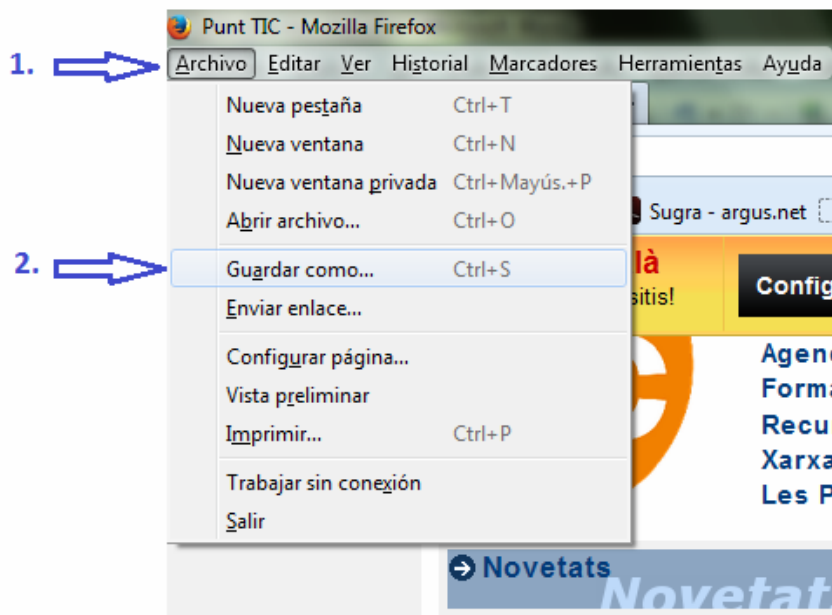 Punt TIC - Mozilla Firefox
1. Archivo Editar Ver Historial Marcadores Herramientas Ayuda
Nueva pestaña Ctrl+T
Nueva ventana Ctrl+N
Nueva ventana privada Ctrl+Mayús.+P
Abrir archivo... Ctrl+O
Sugra - argus.net
2. Guardar como... Ctrl+S
Enviar enlace...
Configurar página...
Vista preliminar
Imprimir... Ctrl+P
Trabajar sin conexión
Salir
là
sitis!
Config
Agen
Forma
Recu
Xarxa
Les P
Novetats
Novetat